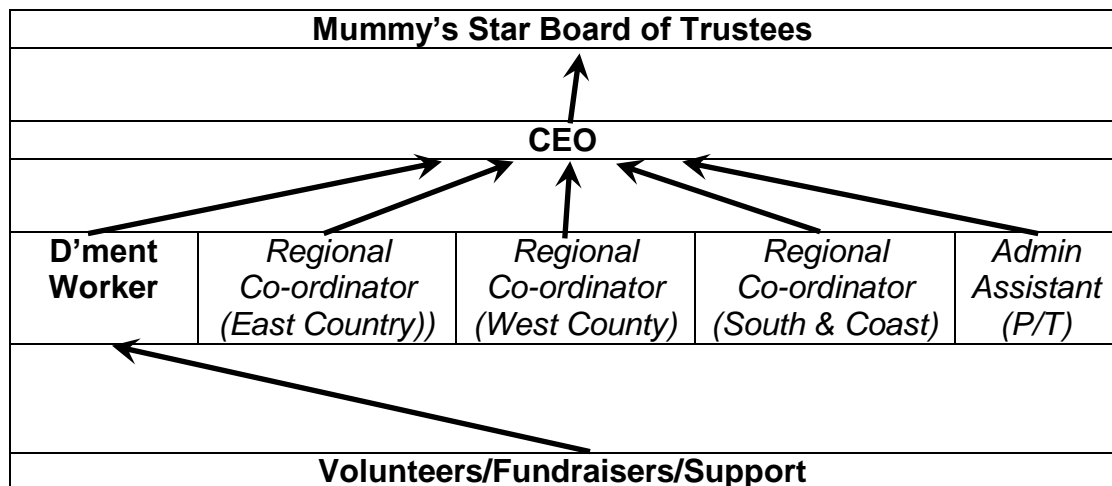 Mummy’s Star Board of Trustees
CEO
D’ment
Worker
Regional
Co-ordinator
(East Country))
Regional
Co-ordinator
(West County)
Regional
Co-ordinator
(South & Coast)
Admin
Assistant
(P/T)
Volunteers/Fundraisers/Support